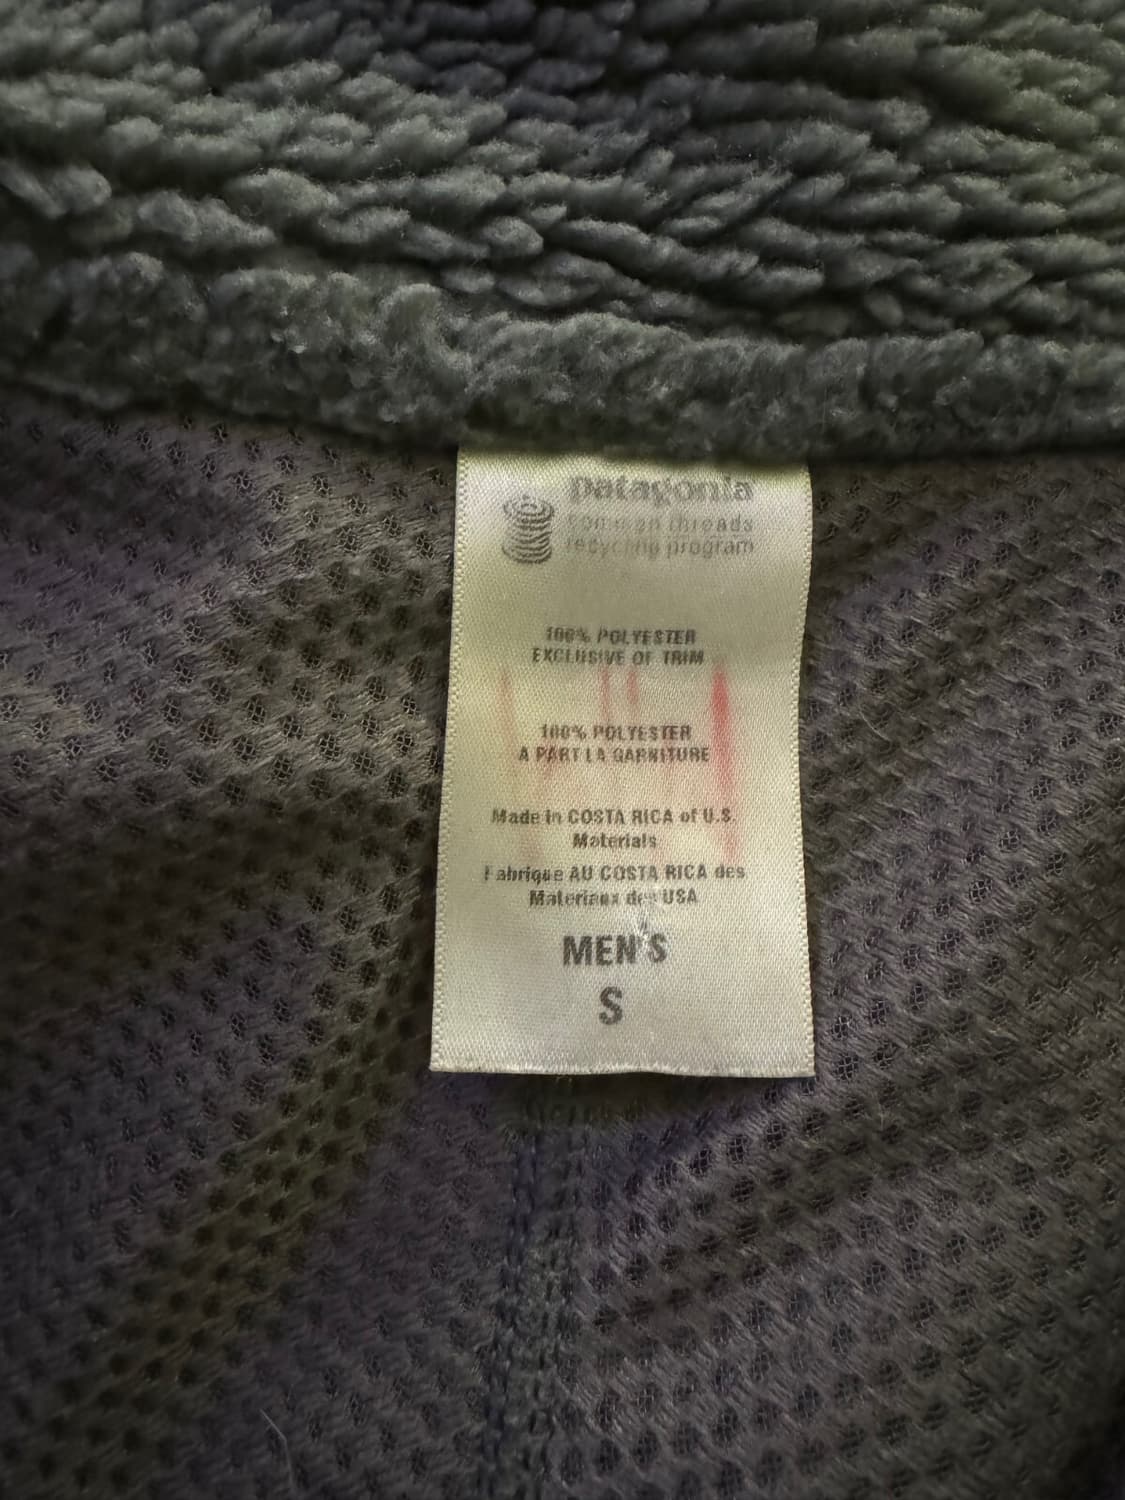 patagonia
common threads
recycling program
100% POLYESTER
EXCLUSIVE OF TRIM
100% POLYESTER
A PART LA GARNITURE
Made in COSTA RICA of U.S.
Materials
Fabrique AU COSTA RICA des
Materiaux des USA
MEN'S
S